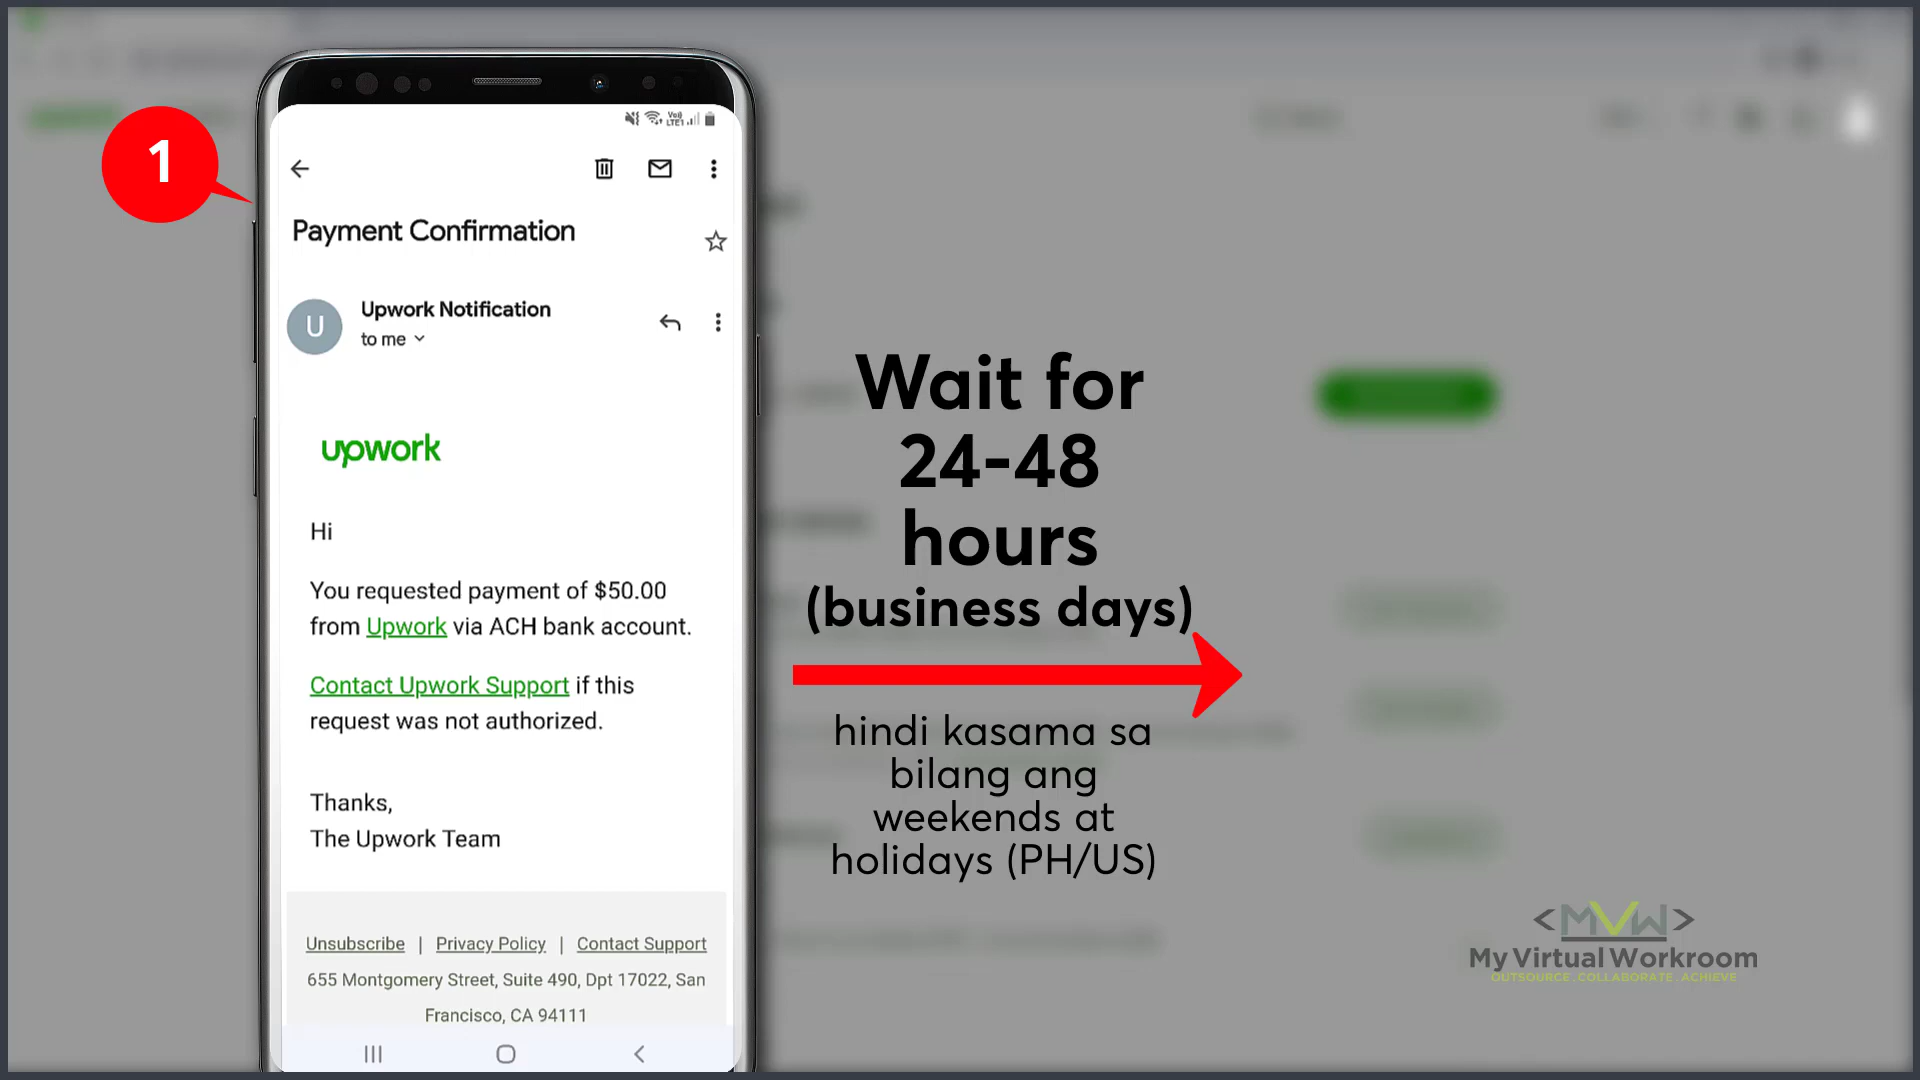 1
Payment Confirmation
U
Upwork Notification
to me
upwork
Hi
You requested payment of $50.00
from Upwork via ACH bank account.
Contact Upwork Support if this
request was not authorized.
Thanks,
The Upwork Team
Unsubscribe | Privacy Policy | Contact Support
655 Montgomery Street, Suite 490, Dpt 17022, San
Francisco, CA 94111
Wait for
24-48
hours
(business days)
hindi kasama sa
bilang ang
weekends at
holidays (PH/US)
<MVW>
My Virtual Workroom
OUTSOURCE . COLLABORATE . ACHIEVE